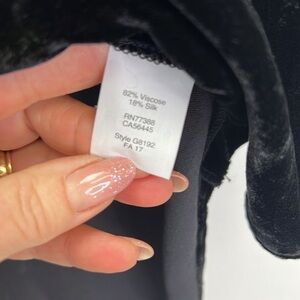 82% Viscose
18% Silk
RN77388
CA56445
Style G8192
FA 17